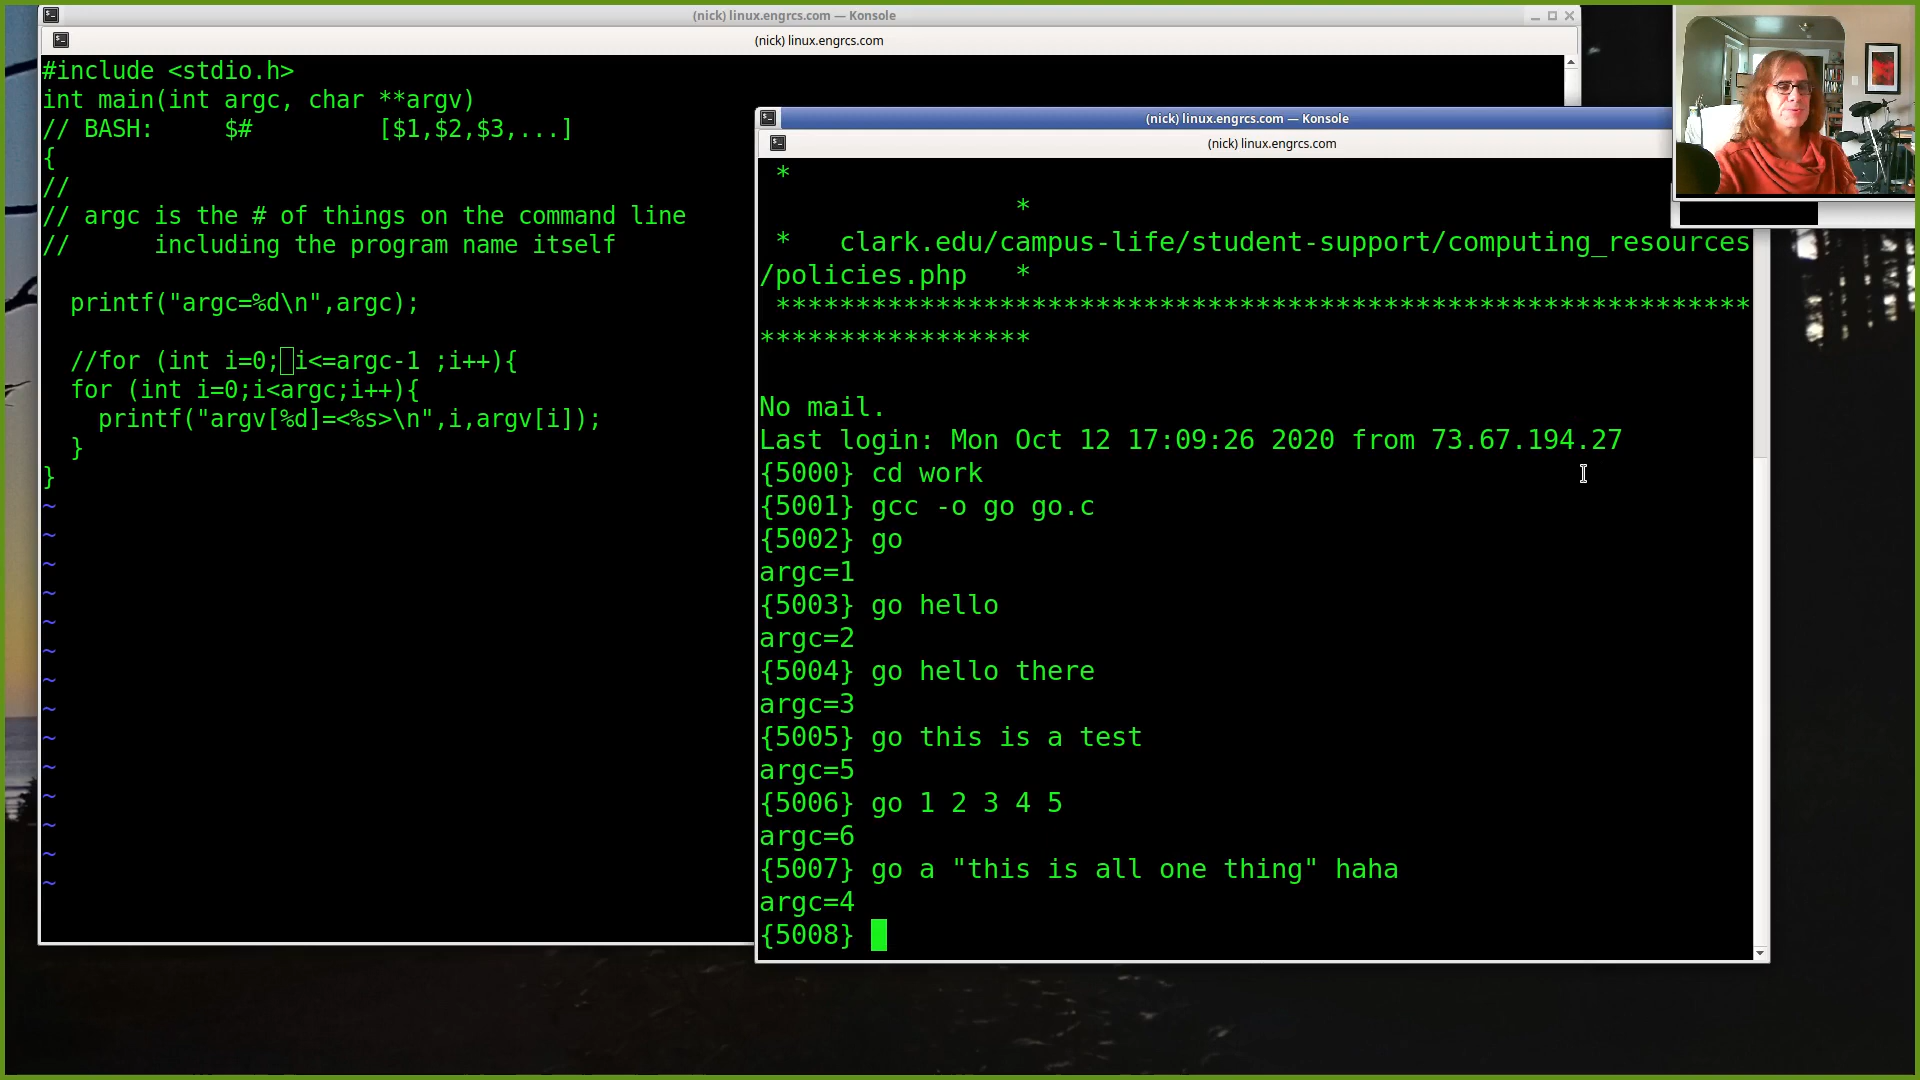 (nick) linux.engrcs.com — Konsole
(nick) linux.engrcs.com
#include <stdio.h>
int main(int argc, char **argv)
// BASH:     $#         [$1,$2,$3,...]
{
//
// argc is the # of things on the command line
//      including the program name itself
printf("argc=%d\n",argc);
//for (int i=0; i<=argc-1 ;i++){
for (int i=0;i<argc;i++){
printf("argv[%d]=<%s>\n",i,argv[i]);
}
}
~
~
~
~
~
~
~
~
~
~
~
~
~
~
(nick) linux.engrcs.com — Konsole
(nick) linux.engrcs.com
*
*
*   clark.edu/campus-life/student-support/computing_resources
/policies.php   *
*************************************************************
*****************
No mail.
Last login: Mon Oct 12 17:09:26 2020 from 73.67.194.27
{5000} cd work
{5001} gcc -o go go.c
{5002} go
argc=1
{5003} go hello
argc=2
{5004} go hello there
argc=3
{5005} go this is a test
argc=5
{5006} go 1 2 3 4 5
argc=6
{5007} go a "this is all one thing" haha
argc=4
{5008}